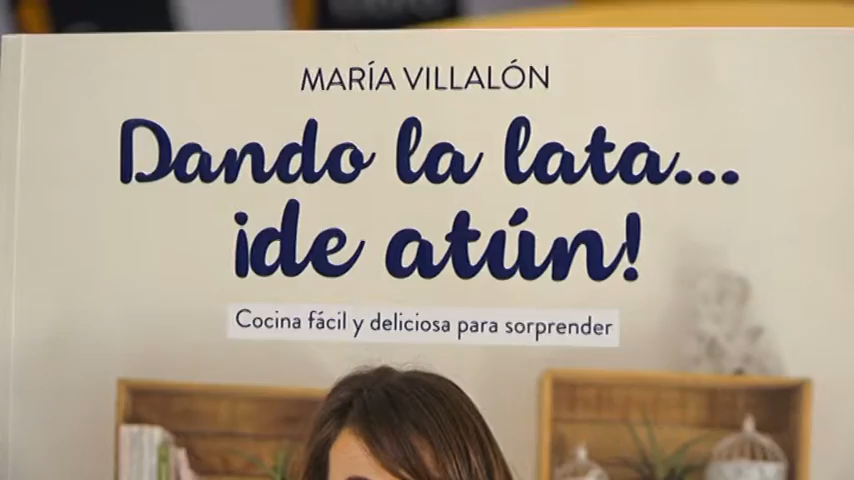 MARÍA VILLALÓN
Dando la lata...
¡de atún!
Cocina fácil y deliciosa para sorprender